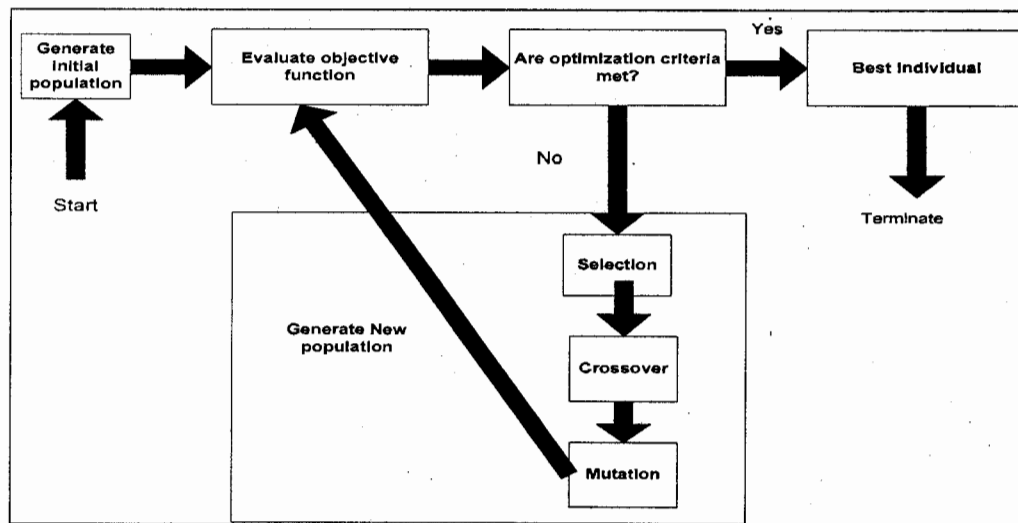 Generate
initial
population
Evaluate objective
function
Are optimization criteria
met?
Yes
Best Individual
No
Start
Terminate
Selection
Generate New
population
Crossover
Mutation